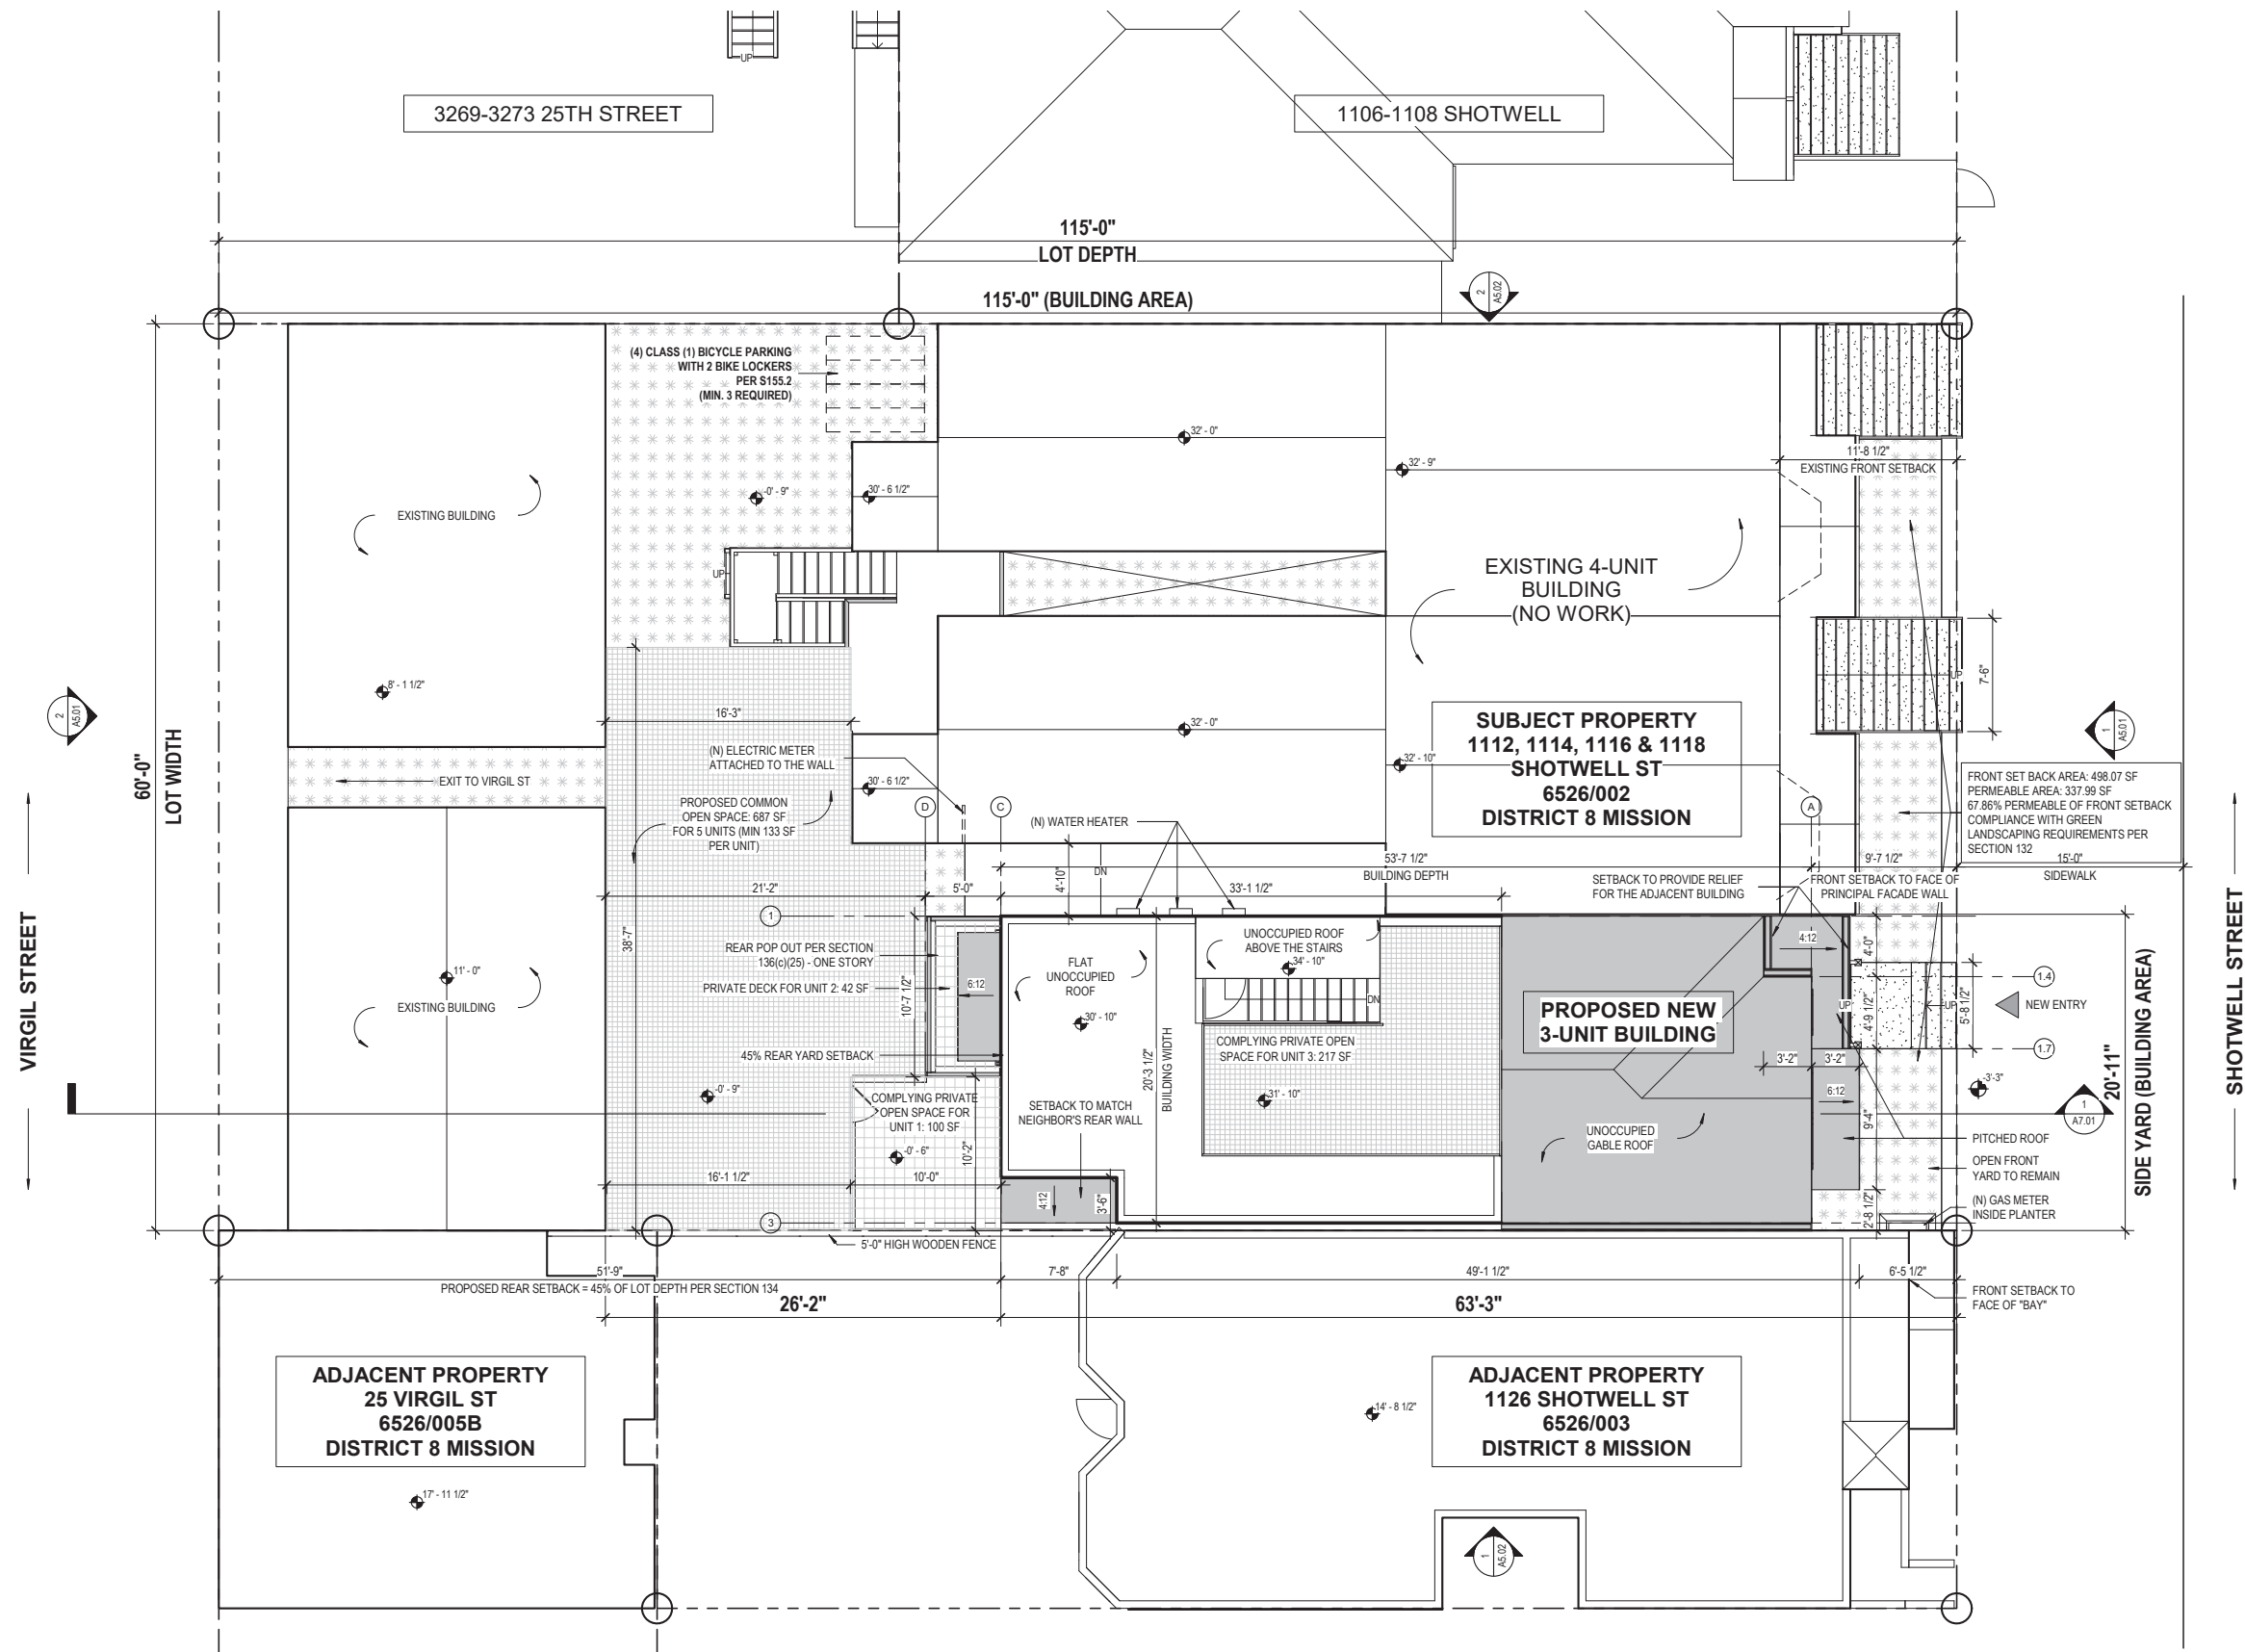 UP
3269-3273 25TH STREET
1106-1108 SHOTWELL
115'-0"
LOT DEPTH
115'-0" (BUILDING AREA)
2
A5.02
(4) CLASS (1) BICYCLE PARKING
WITH 2 BIKE LOCKERS
PER S155.2
(MIN. 3 REQUIRED)
32' - 0"
32' - 9"
11'-8 1/2"
EXISTING FRONT SETBACK
-0' - 9"
30' - 6 1/2"
EXISTING BUILDING
UP
EXISTING 4-UNIT
BUILDING
(NO WORK)
8' - 1 1/2"
UP
7'-6"
2
A5.01
60'-0"
LOT WIDTH
16'-3"
(N) ELECTRIC METER
ATTACHED TO THE WALL
32' - 0"
SUBJECT PROPERTY
1112, 1114, 1116 & 1118
SHOTWELL ST
6526/002
DISTRICT 8 MISSION
32' - 10"
1
A5.01
EXIT TO VIRGIL ST
30' - 6 1/2"
PROPOSED COMMON
OPEN SPACE: 687 SF
FOR 5 UNITS (MIN 133 SF
PER UNIT)
D
C
A
(N) WATER HEATER
FRONT SET BACK AREA: 498.07 SF
PERMEABLE AREA: 337.99 SF
67.86% PERMEABLE OF FRONT SETBACK
COMPLIANCE WITH GREEN
LANDSCAPING REQUIREMENTS PER
SECTION 132
15'-0"
SIDEWALK
53'-7 1/2"
BUILDING DEPTH
9'-7 1/2"
4'-10"
DN
21'-2"
5'-0"
33'-1 1/2"
SETBACK TO PROVIDE RELIEF
FOR THE ADJACENT BUILDING
FRONT SETBACK TO FACE OF
PRINCIPAL FACADE WALL
VIRGIL STREET
SHOTWELL STREET
1
38'-7"
REAR POP OUT PER SECTION
136(c)(25) - ONE STORY
PRIVATE DECK FOR UNIT 2: 42 SF
10'-7 1/2"
6:12
FLAT
UNOCCUPIED
ROOF
30' - 10"
UNOCCUPIED ROOF
ABOVE THE STAIRS
34' - 10"
DN
4:12
4'-0"
1.4
NEW ENTRY
UP
UP
4'-9 1/2"
5'-8 1/2"
1.7
EXISTING BUILDING
11' - 0"
PROPOSED NEW
3-UNIT BUILDING
45% REAR YARD SETBACK
20'-3 1/2"
BUILDING WIDTH
COMPLYING PRIVATE OPEN
SPACE FOR UNIT 3: 217 SF
31' - 10"
3'-2"
3'-2"
6:12
-3'-3"
20'-11"
SIDE YARD (BUILDING AREA)
1
A7.01
-0' - 9"
COMPLYING PRIVATE
OPEN SPACE FOR
UNIT 1: 100 SF
-0' - 6"
10'-2"
SETBACK TO MATCH
NEIGHBOR'S REAR WALL
UNOCCUPIED
GABLE ROOF
9'-4"
PITCHED ROOF
OPEN FRONT
YARD TO REMAIN
(N) GAS METER
INSIDE PLANTER
16'-1 1/2"
10'-0"
4:12
3'-6"
2'-8 1/2"
3
5'-0" HIGH WOODEN FENCE
51'-9"
PROPOSED REAR SETBACK = 45% OF LOT DEPTH PER SECTION 134
7'-8"
49'-1 1/2"
6'-5 1/2"
FRONT SETBACK TO
FACE OF "BAY"
26'-2"
63'-3"
ADJACENT PROPERTY
25 VIRGIL ST
6526/005B
DISTRICT 8 MISSION
17' - 11 1/2"
ADJACENT PROPERTY
1126 SHOTWELL ST
6526/003
DISTRICT 8 MISSION
14' - 8 1/2"
1
A5.02